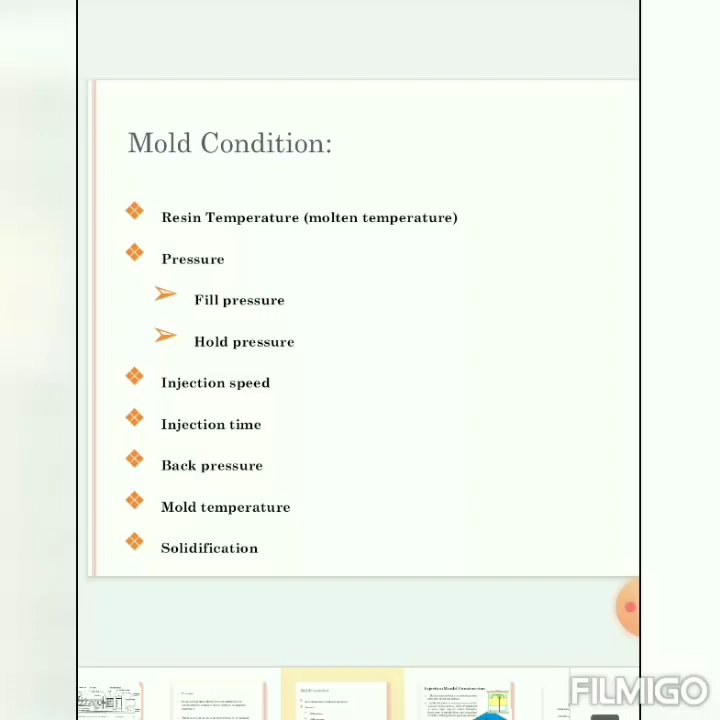 Mold Condition:
Resin Temperature (molten temperature)
Pressure
Fill pressure
Hold pressure
Injection speed
Injection time
Back pressure
Mold temperature
Solidification
FILMIGO